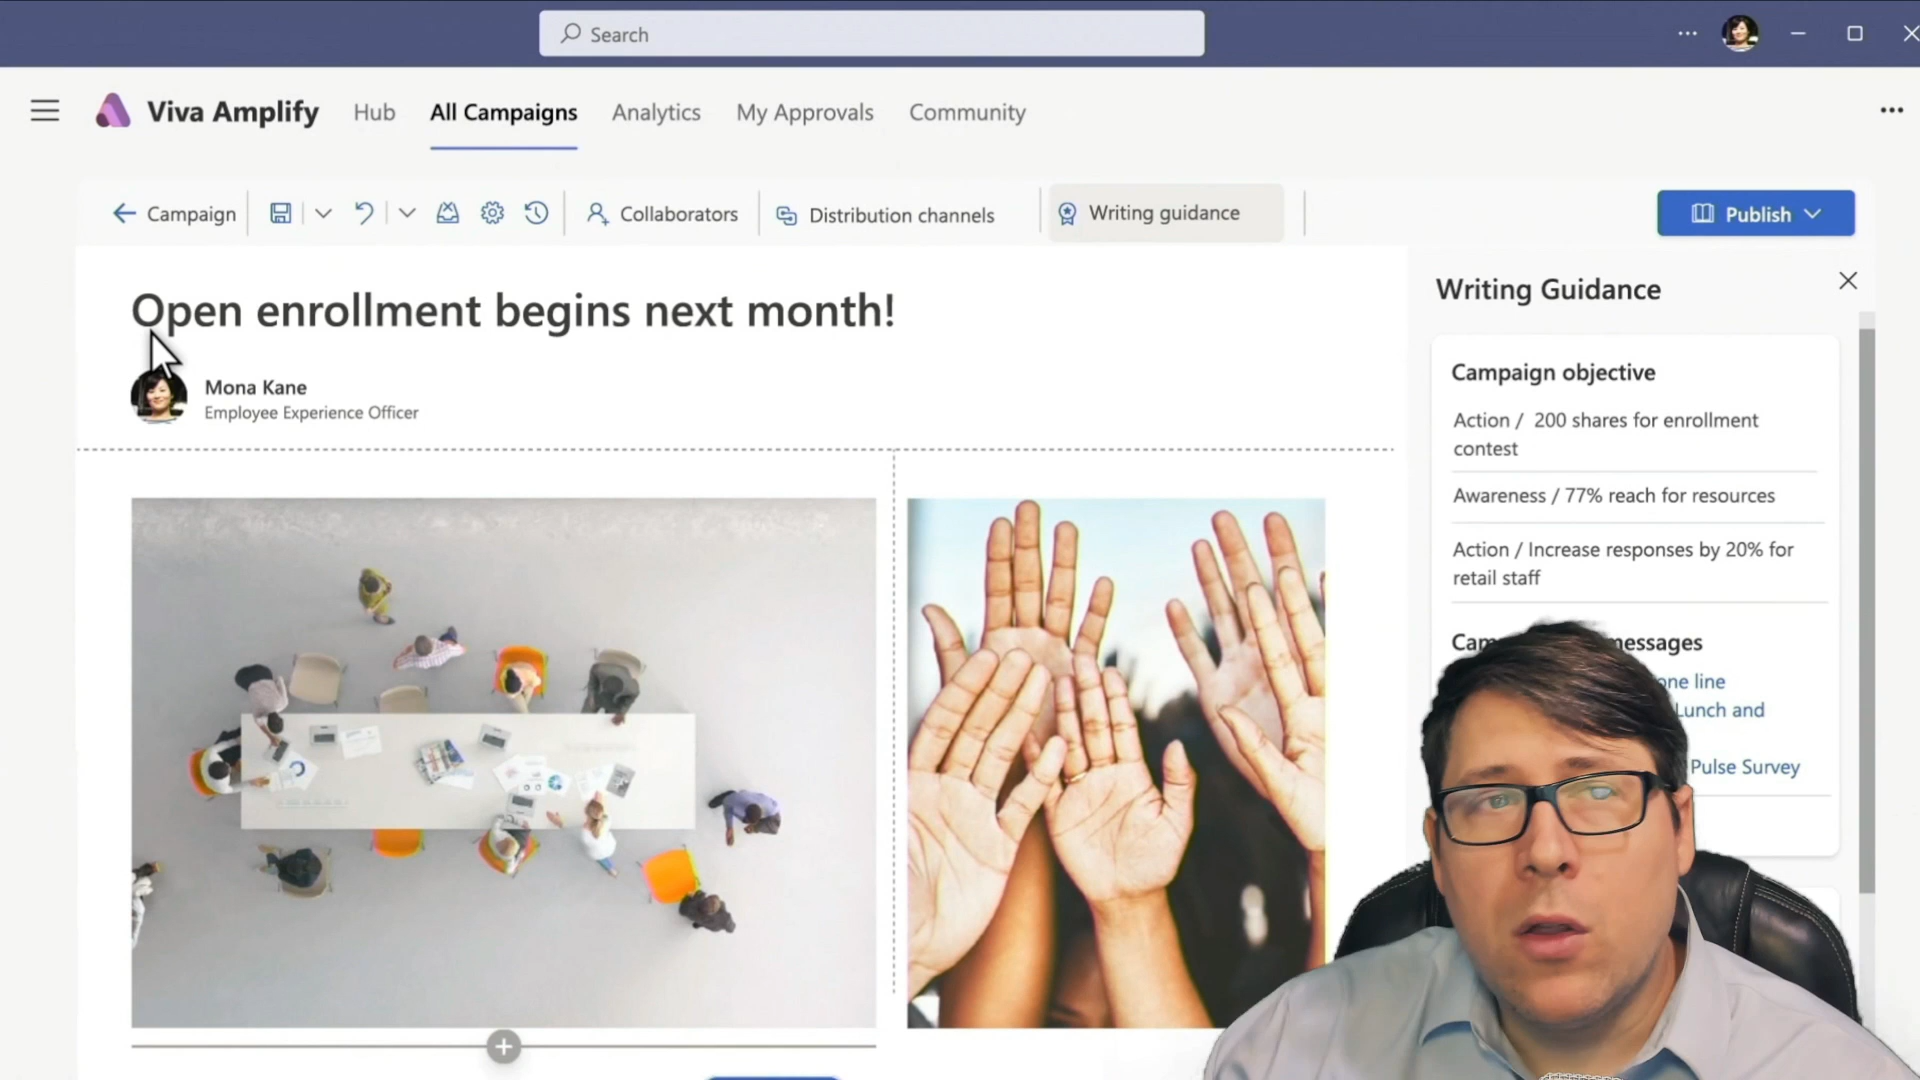 Search
Viva Amplify
Hub
All Campaigns
Analytics
My Approvals
Community
Campaign
Collaborators
Distribution channels
Writing guidance
Publish
Open enrollment begins next month!
Mona Kane
Employee Experience Officer
Writing Guidance
Campaign objective
Action / 200 shares for enrollment
contest
Awareness / 77% reach for resources
Action / Increase responses by 20% for
retail staff
messages
one line
Lunch and
Pulse Survey